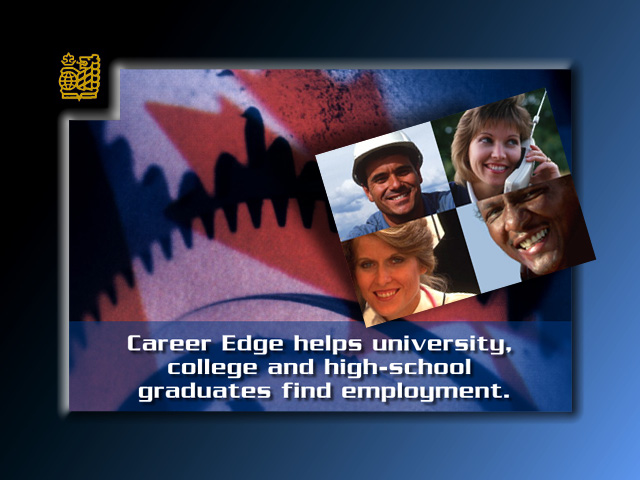 Career Edge helps university,
college and high-school
graduates find employment.